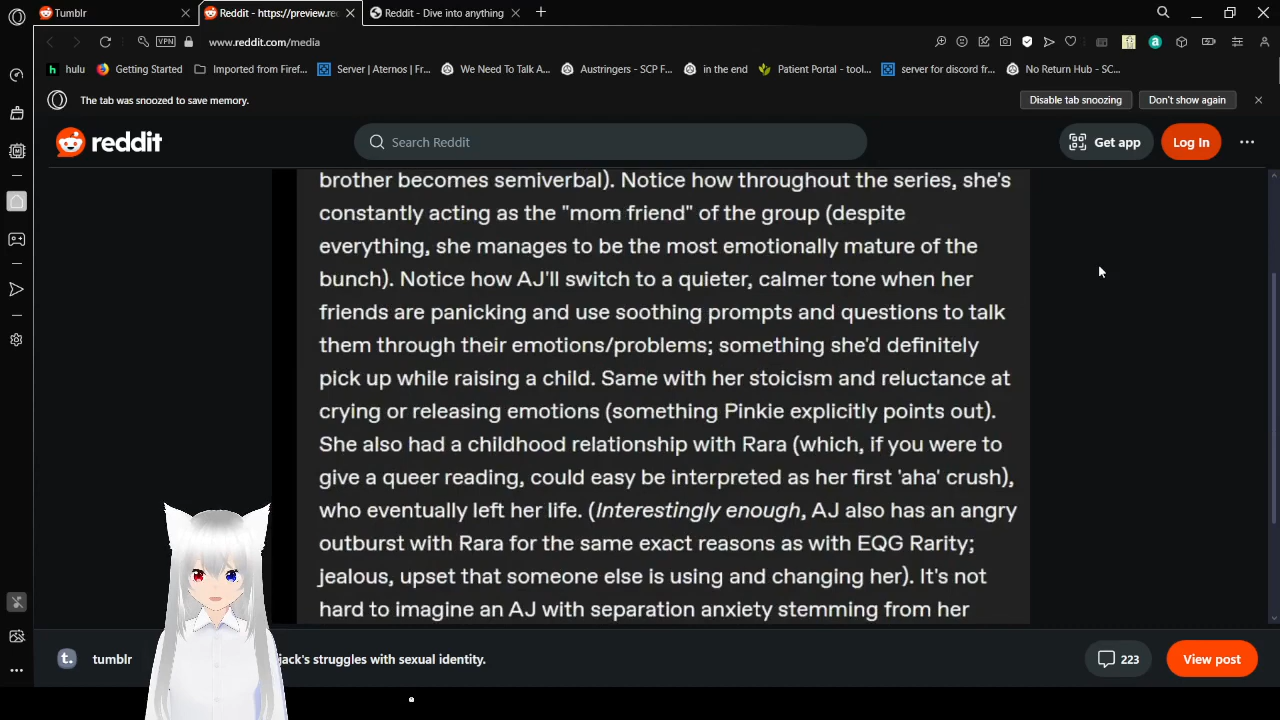 Tumblr
Reddit - https://preview.re
Reddit - Dive into anything
VPN
www.reddit.com/media
hulu
Getting Started
Imported from Firef...
Server | Aternos | Fr...
We Need To Talk A...
Austringers - SCP F...
in the end
Patient Portal - tool...
server for discord fr...
No Return Hub - SC...
The tab was snoozed to save memory.
Disable tab snoozing
Don't show again
reddit
Search Reddit
Get app
Log In
brother becomes semiverbal). Notice how throughout the series, she's
constantly acting as the "mom friend" of the group (despite
everything, she manages to be the most emotionally mature of the
bunch). Notice how AJ'll switch to a quieter, calmer tone when her
friends are panicking and use soothing prompts and questions to talk
them through their emotions/problems; something she'd definitely
pick up while raising a child. Same with her stoicism and reluctance at
crying or releasing emotions (something Pinkie explicitly points out).
She also had a childhood relationship with Rara (which, if you were to
give a queer reading, could easy be interpreted as her first 'aha' crush),
who eventually left her life. (Interestingly enough, AJ also has an angry
outburst with Rara for the same exact reasons as with EQG Rarity;
jealous, upset that someone else is using and changing her). It's not
hard to imagine an AJ with separation anxiety stemming from her
t.
tumblr
jack's struggles with sexual identity.
223
View post